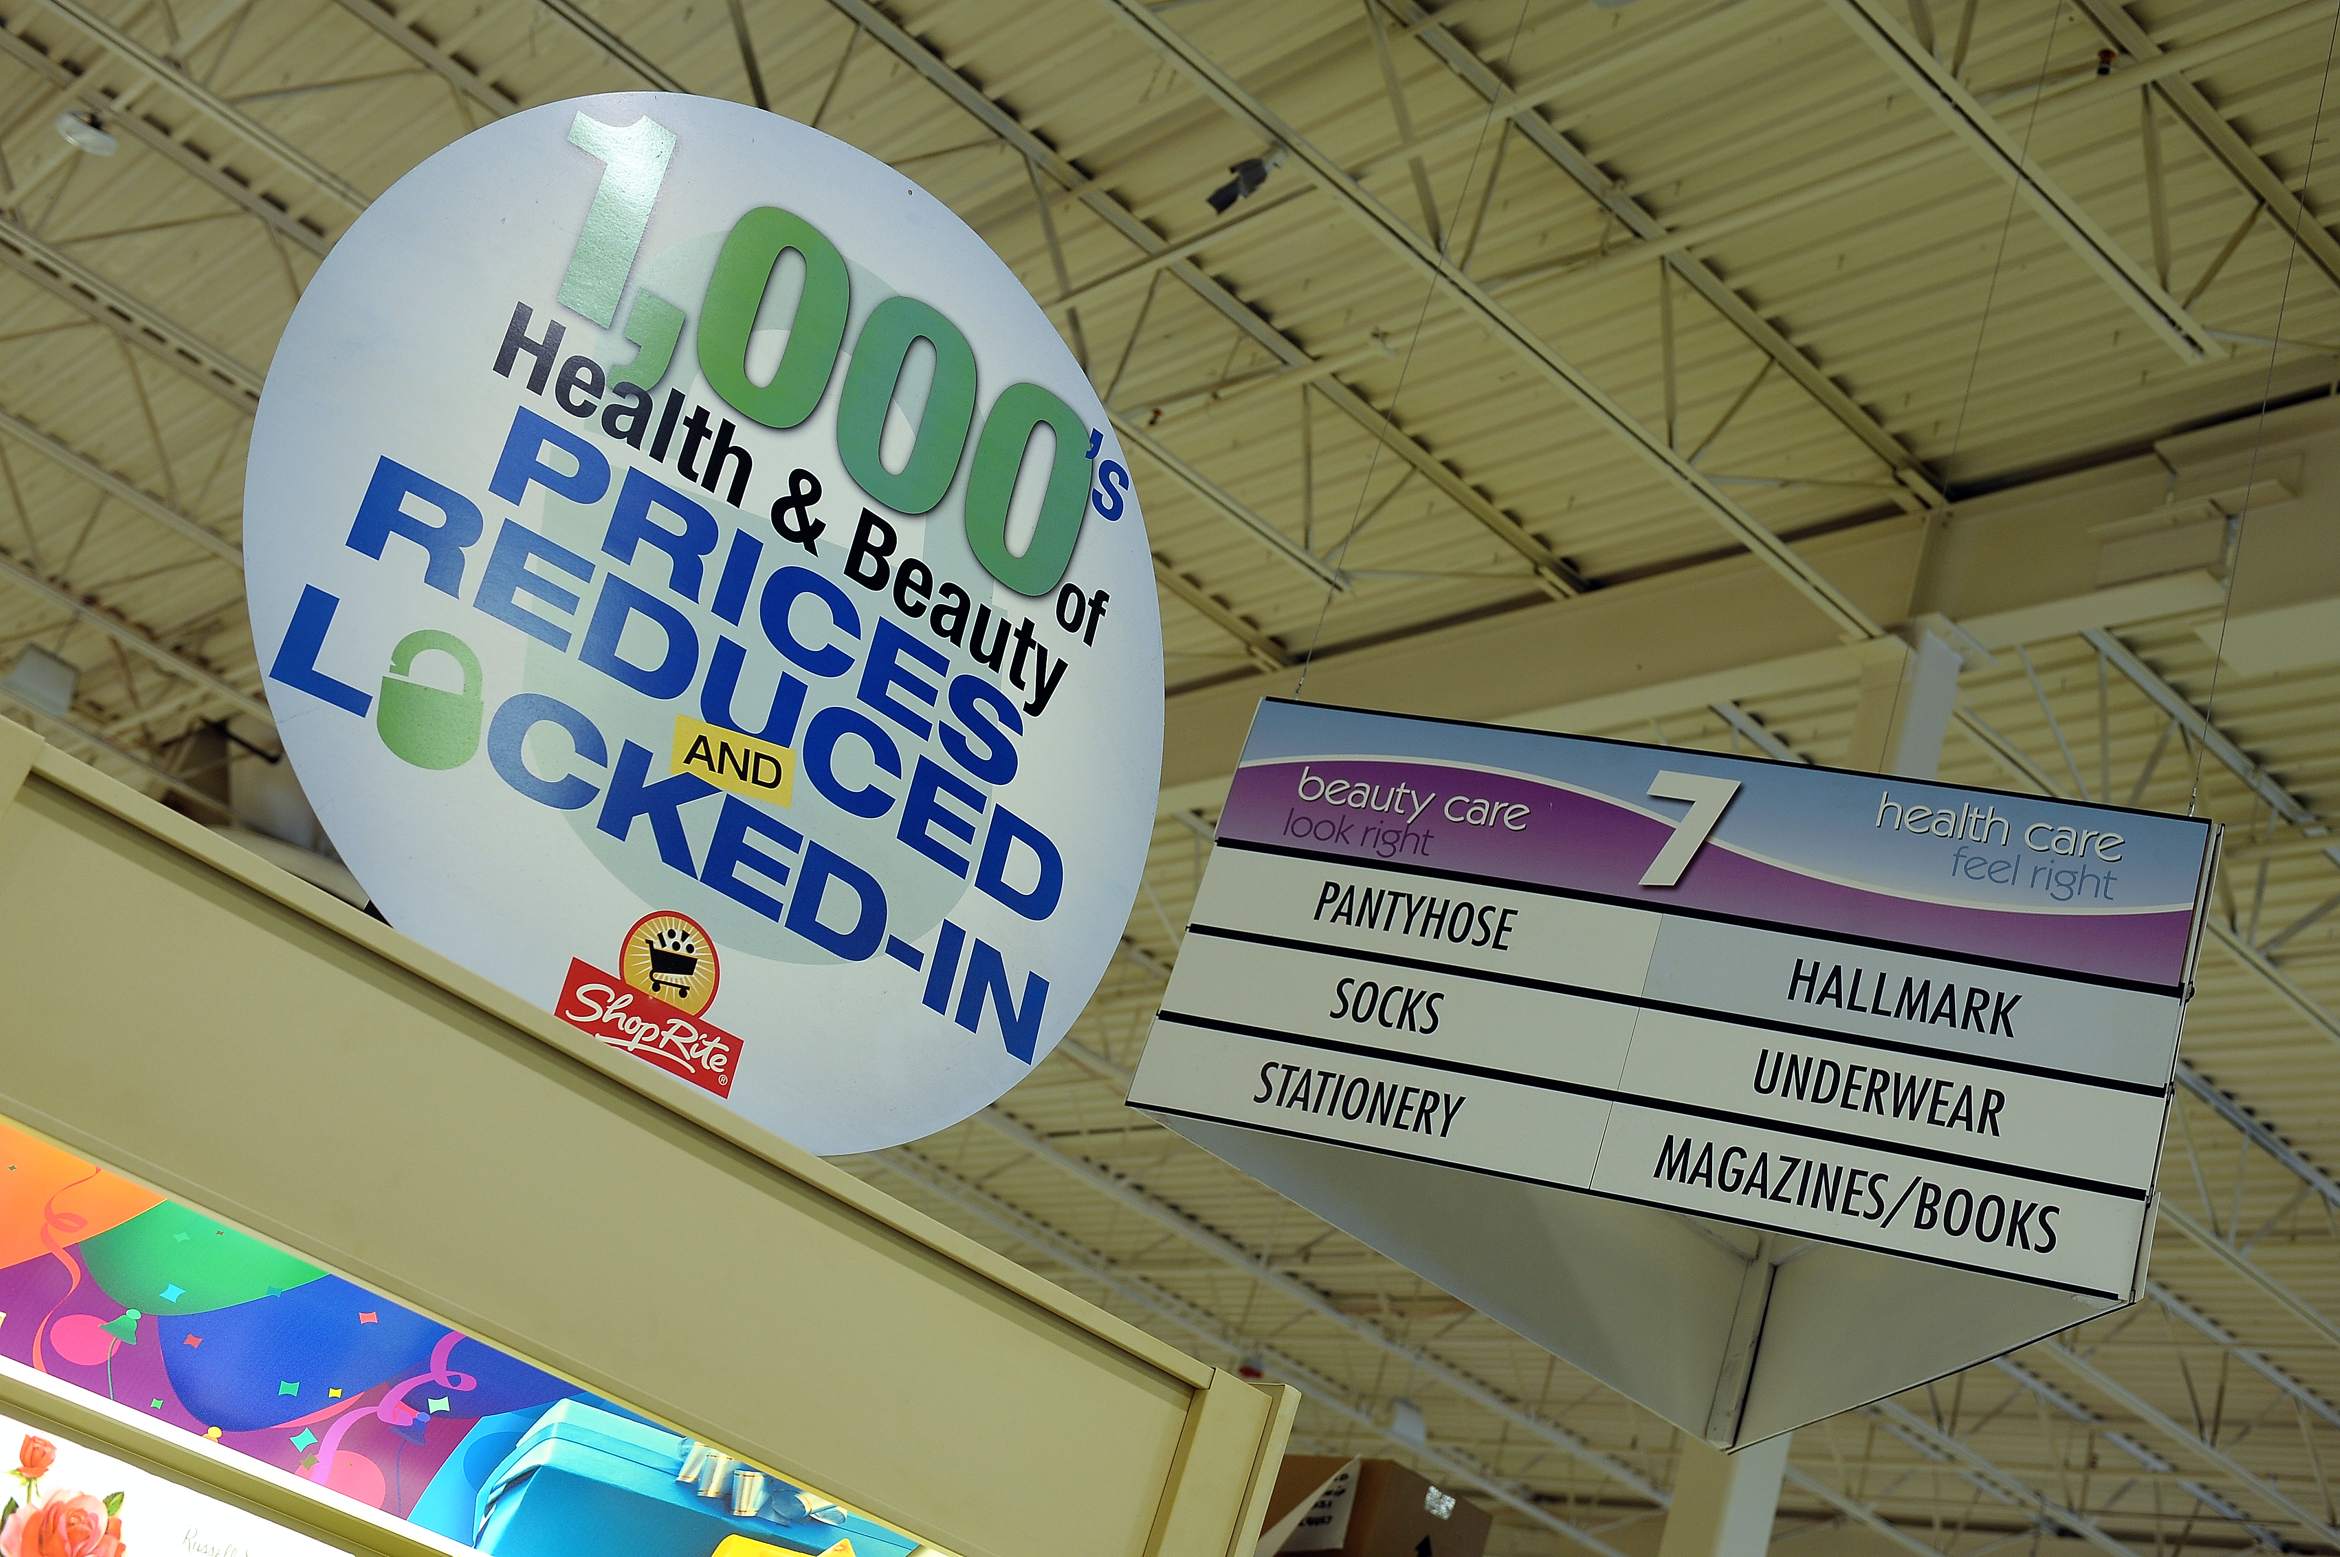 1,000's of
Health & Beauty
PRICES
REDUCED
AND
LOCKED-IN
ShopRite®
beauty care
look right
7
health care
feel right
PANTYHOSE
HALLMARK
SOCKS
UNDERWEAR
STATIONERY
MAGAZINES/BOOKS